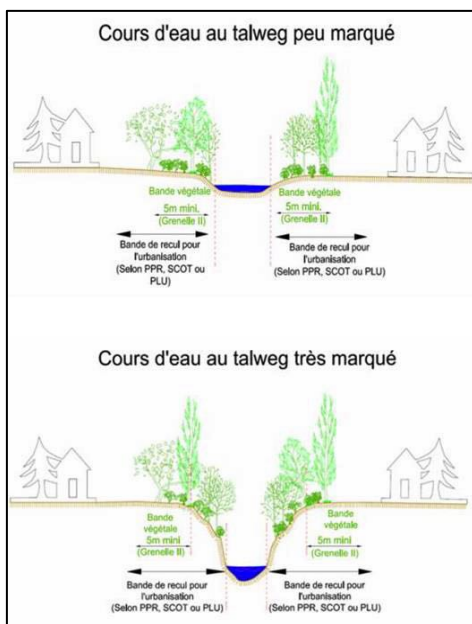 Cours d'eau au talweg peu marqué
Bande végétale
5m mini.
(Grenelle II)
Bande de recul pour
l'urbanisation
(Selon PPR, SCOT ou
PLU)
Bande végétale
5m mini.
(Grenelle II)
Bande de recul pour
l'urbanisation
(Selon PPR, SCOT ou PLU)
Cours d'eau au talweg très marqué
Bande
végétale
5m mini
(Grenelle II)
Bande de recul pour
l'urbanisation
(Selon PPR, SCOT ou PLU)
Bande
végétale
5m mini
(Grenelle II)
Bande de recul pour
l'urbanisation
(Selon PPR, SCOT ou PLU)